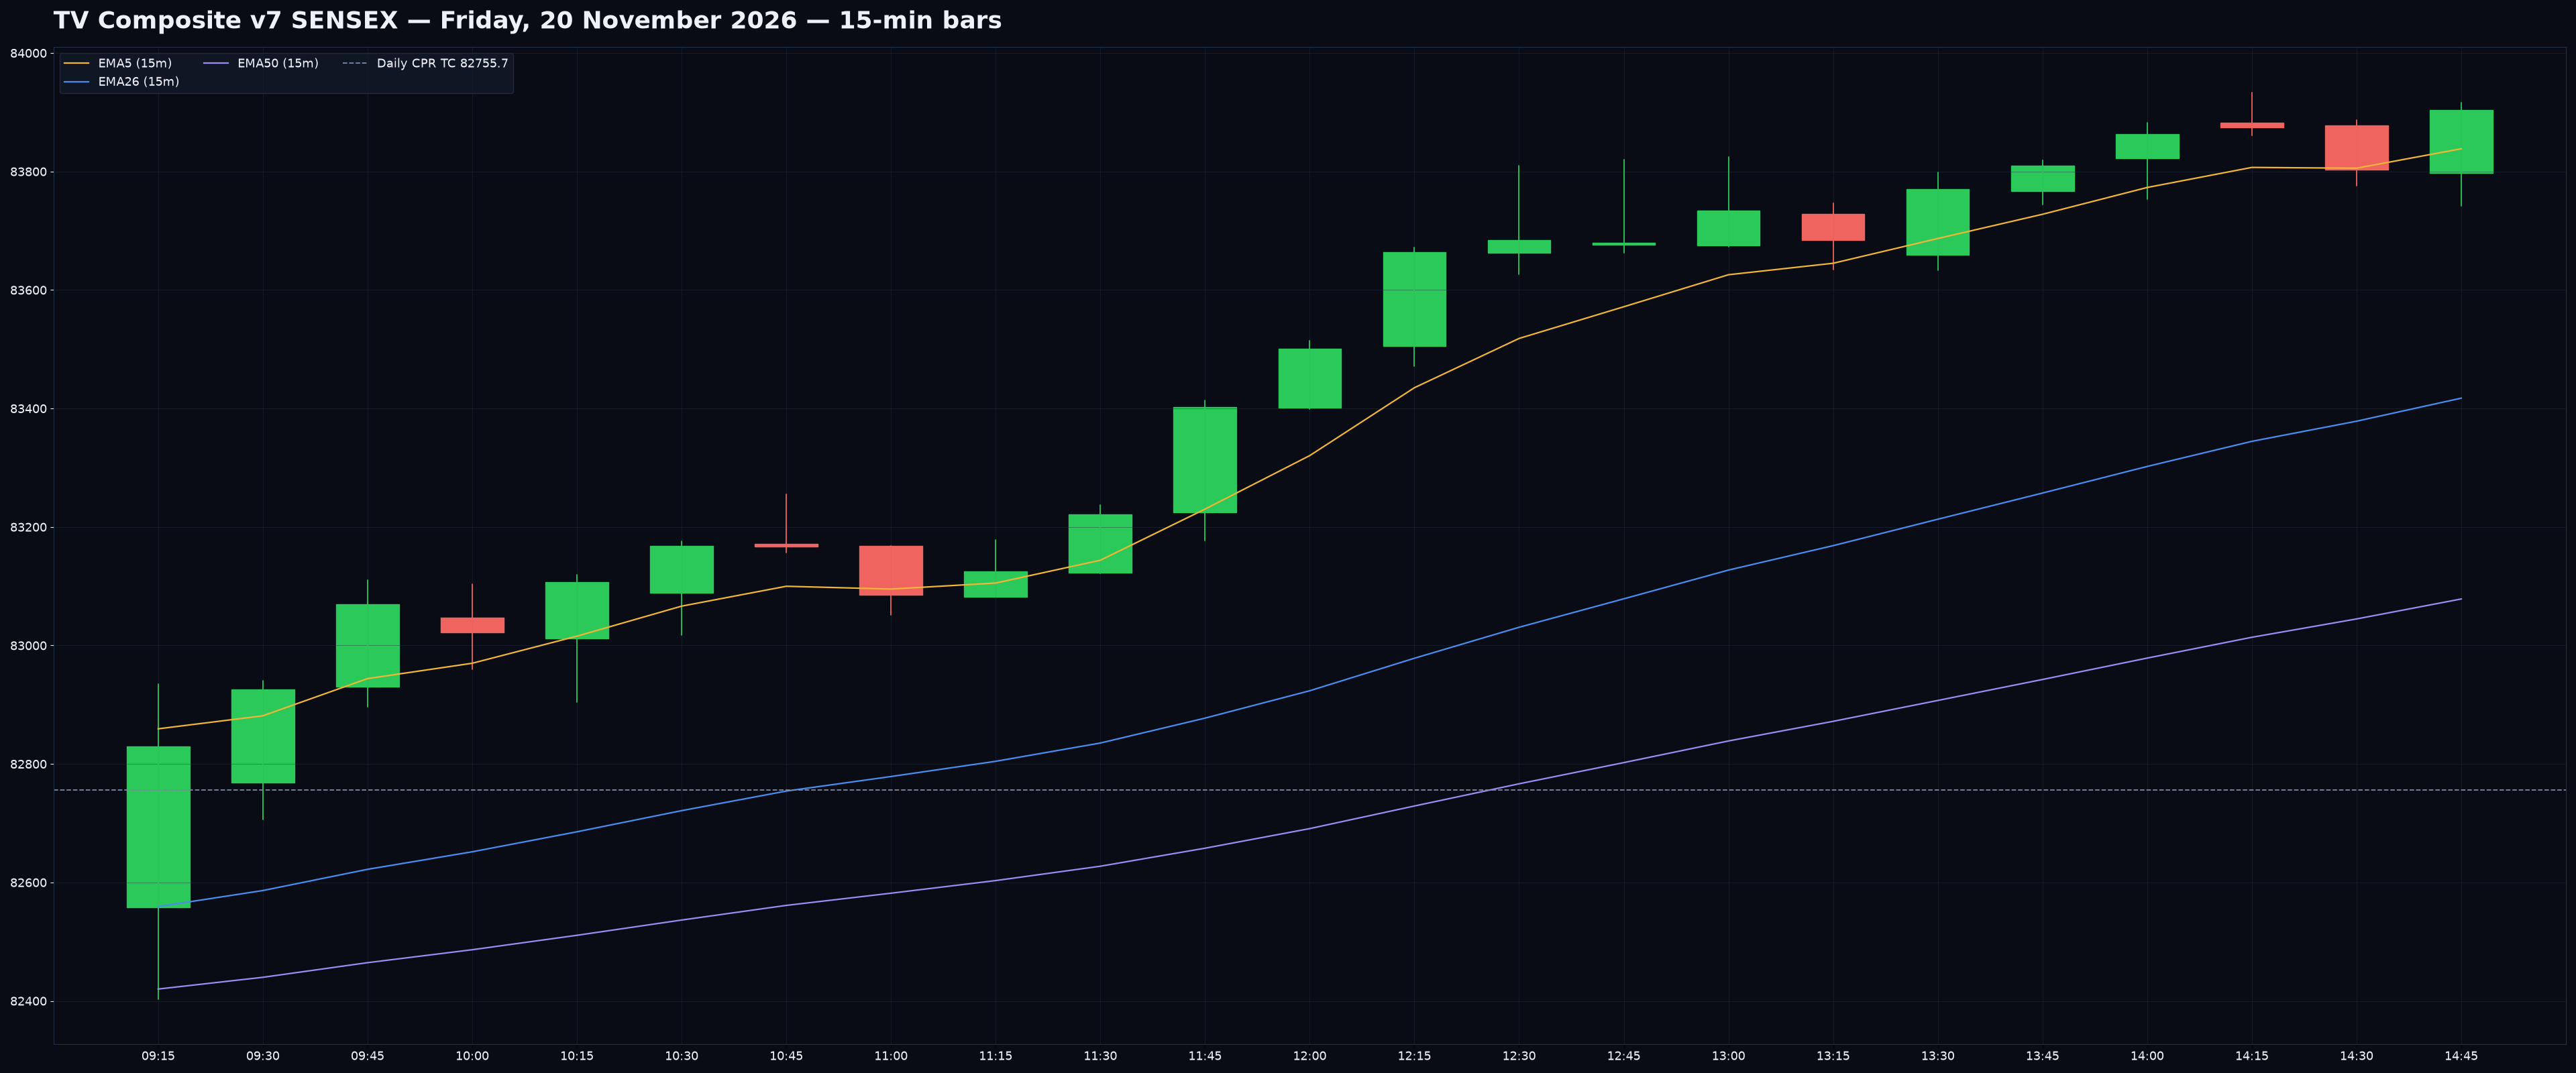 TV Composite v7 SENSEX — Friday, 20 November 2026 — 15-min bars
EMA5 (15m) EMA50 (15m) Daily CPR TC 82755.7
EMA26 (15m)
84000
83800
83600
83400
83200
83000
82800
82600
82400
09:15 09:30 09:45 10:00 10:15 10:30 10:45 11:00 11:15 11:30 11:45 12:00 12:15 12:30 12:45 13:00 13:15 13:30 13:45 14:00 14:15 14:30 14:45